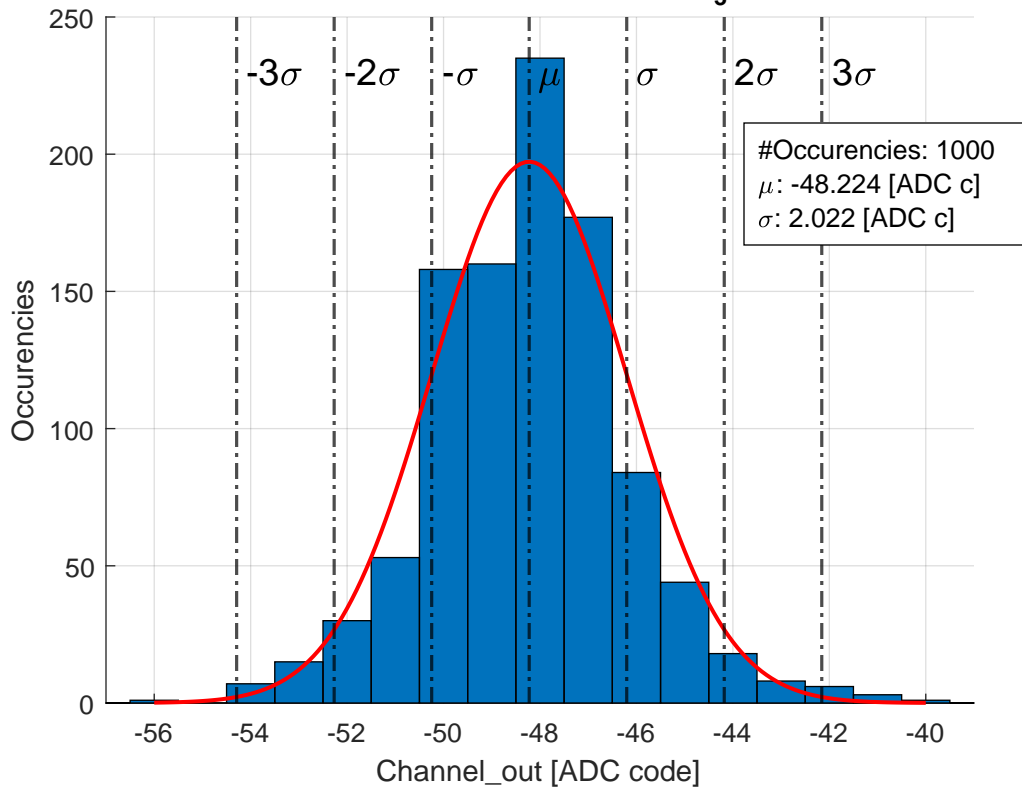 250
200
150
100
50
0
-3σ
-2σ
-σ
μ
σ
2σ
3σ
#Occurencies: 1000
μ: -48.224 [ADC c]
σ: 2.022 [ADC c]
Occurencies
-56
-54
-52
-50
-48
-46
-44
-42
-40
Channel_out [ADC code]